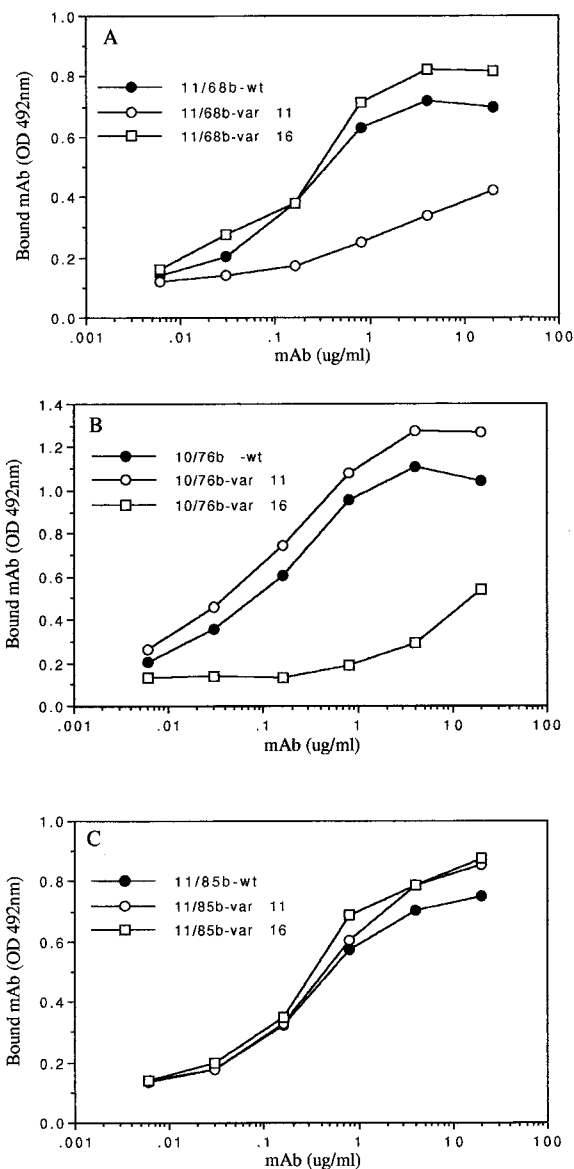 A
11/68b-wt
11/68b-var 11
11/68b-var 16
Bound mAb (OD 492nm)
1.0
0.8
0.6
0.4
0.2
0.0
.001 .01 .1 1 10 100
mAb (ug/ml)
B
10/76b -wt
10/76b-var 11
10/76b-var 16
Bound mAb (OD 492nm)
1.4
1.2
1.0
0.8
0.6
0.4
0.2
0.0
.001 .01 0.1 1 10 100
mAb (ug/ml)
C
11/85b-wt
11/85b-var 11
11/85b-var 16
Bound mAb (OD 492nm)
1.0
0.8
0.6
0.4
0.2
0.0
.001 .01 .1 1 10 100
mAb (ug/ml)